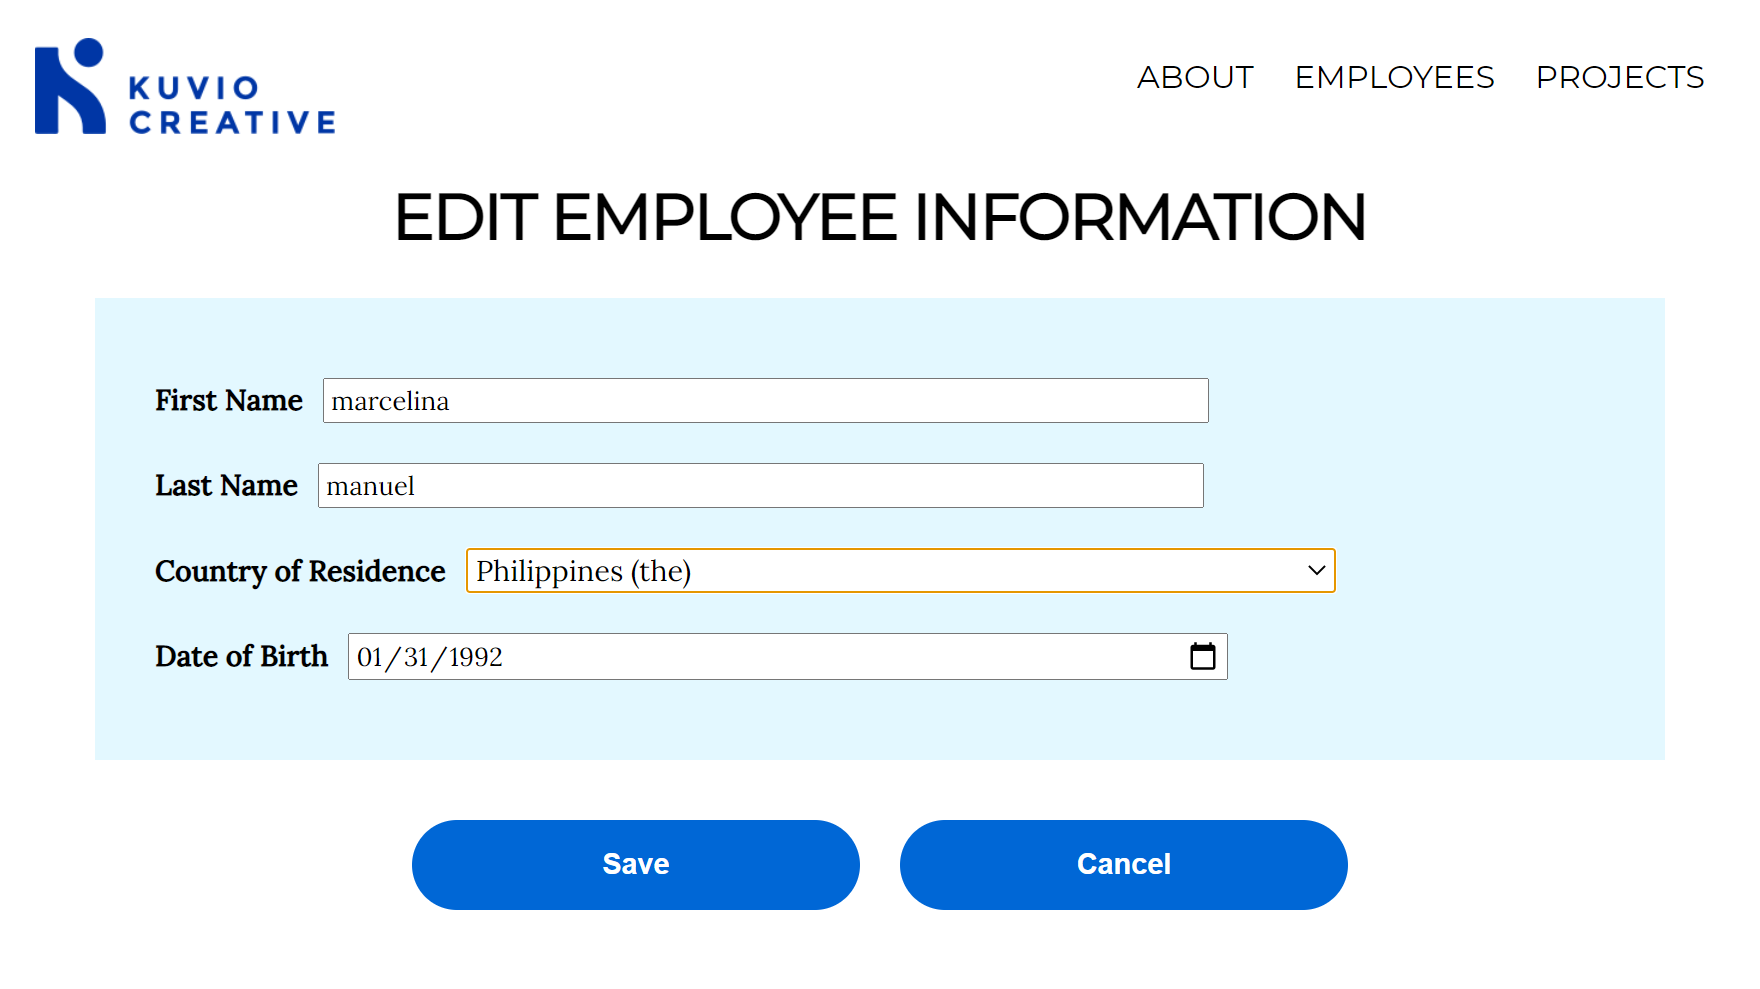 KUVIO
CREATIVE
ABOUT EMPLOYEES PROJECTS
EDIT EMPLOYEE INFORMATION
First Name marcelina
Last Name manuel
Country of Residence Philippines (the)
Date of Birth 01/31/1992
Save Cancel